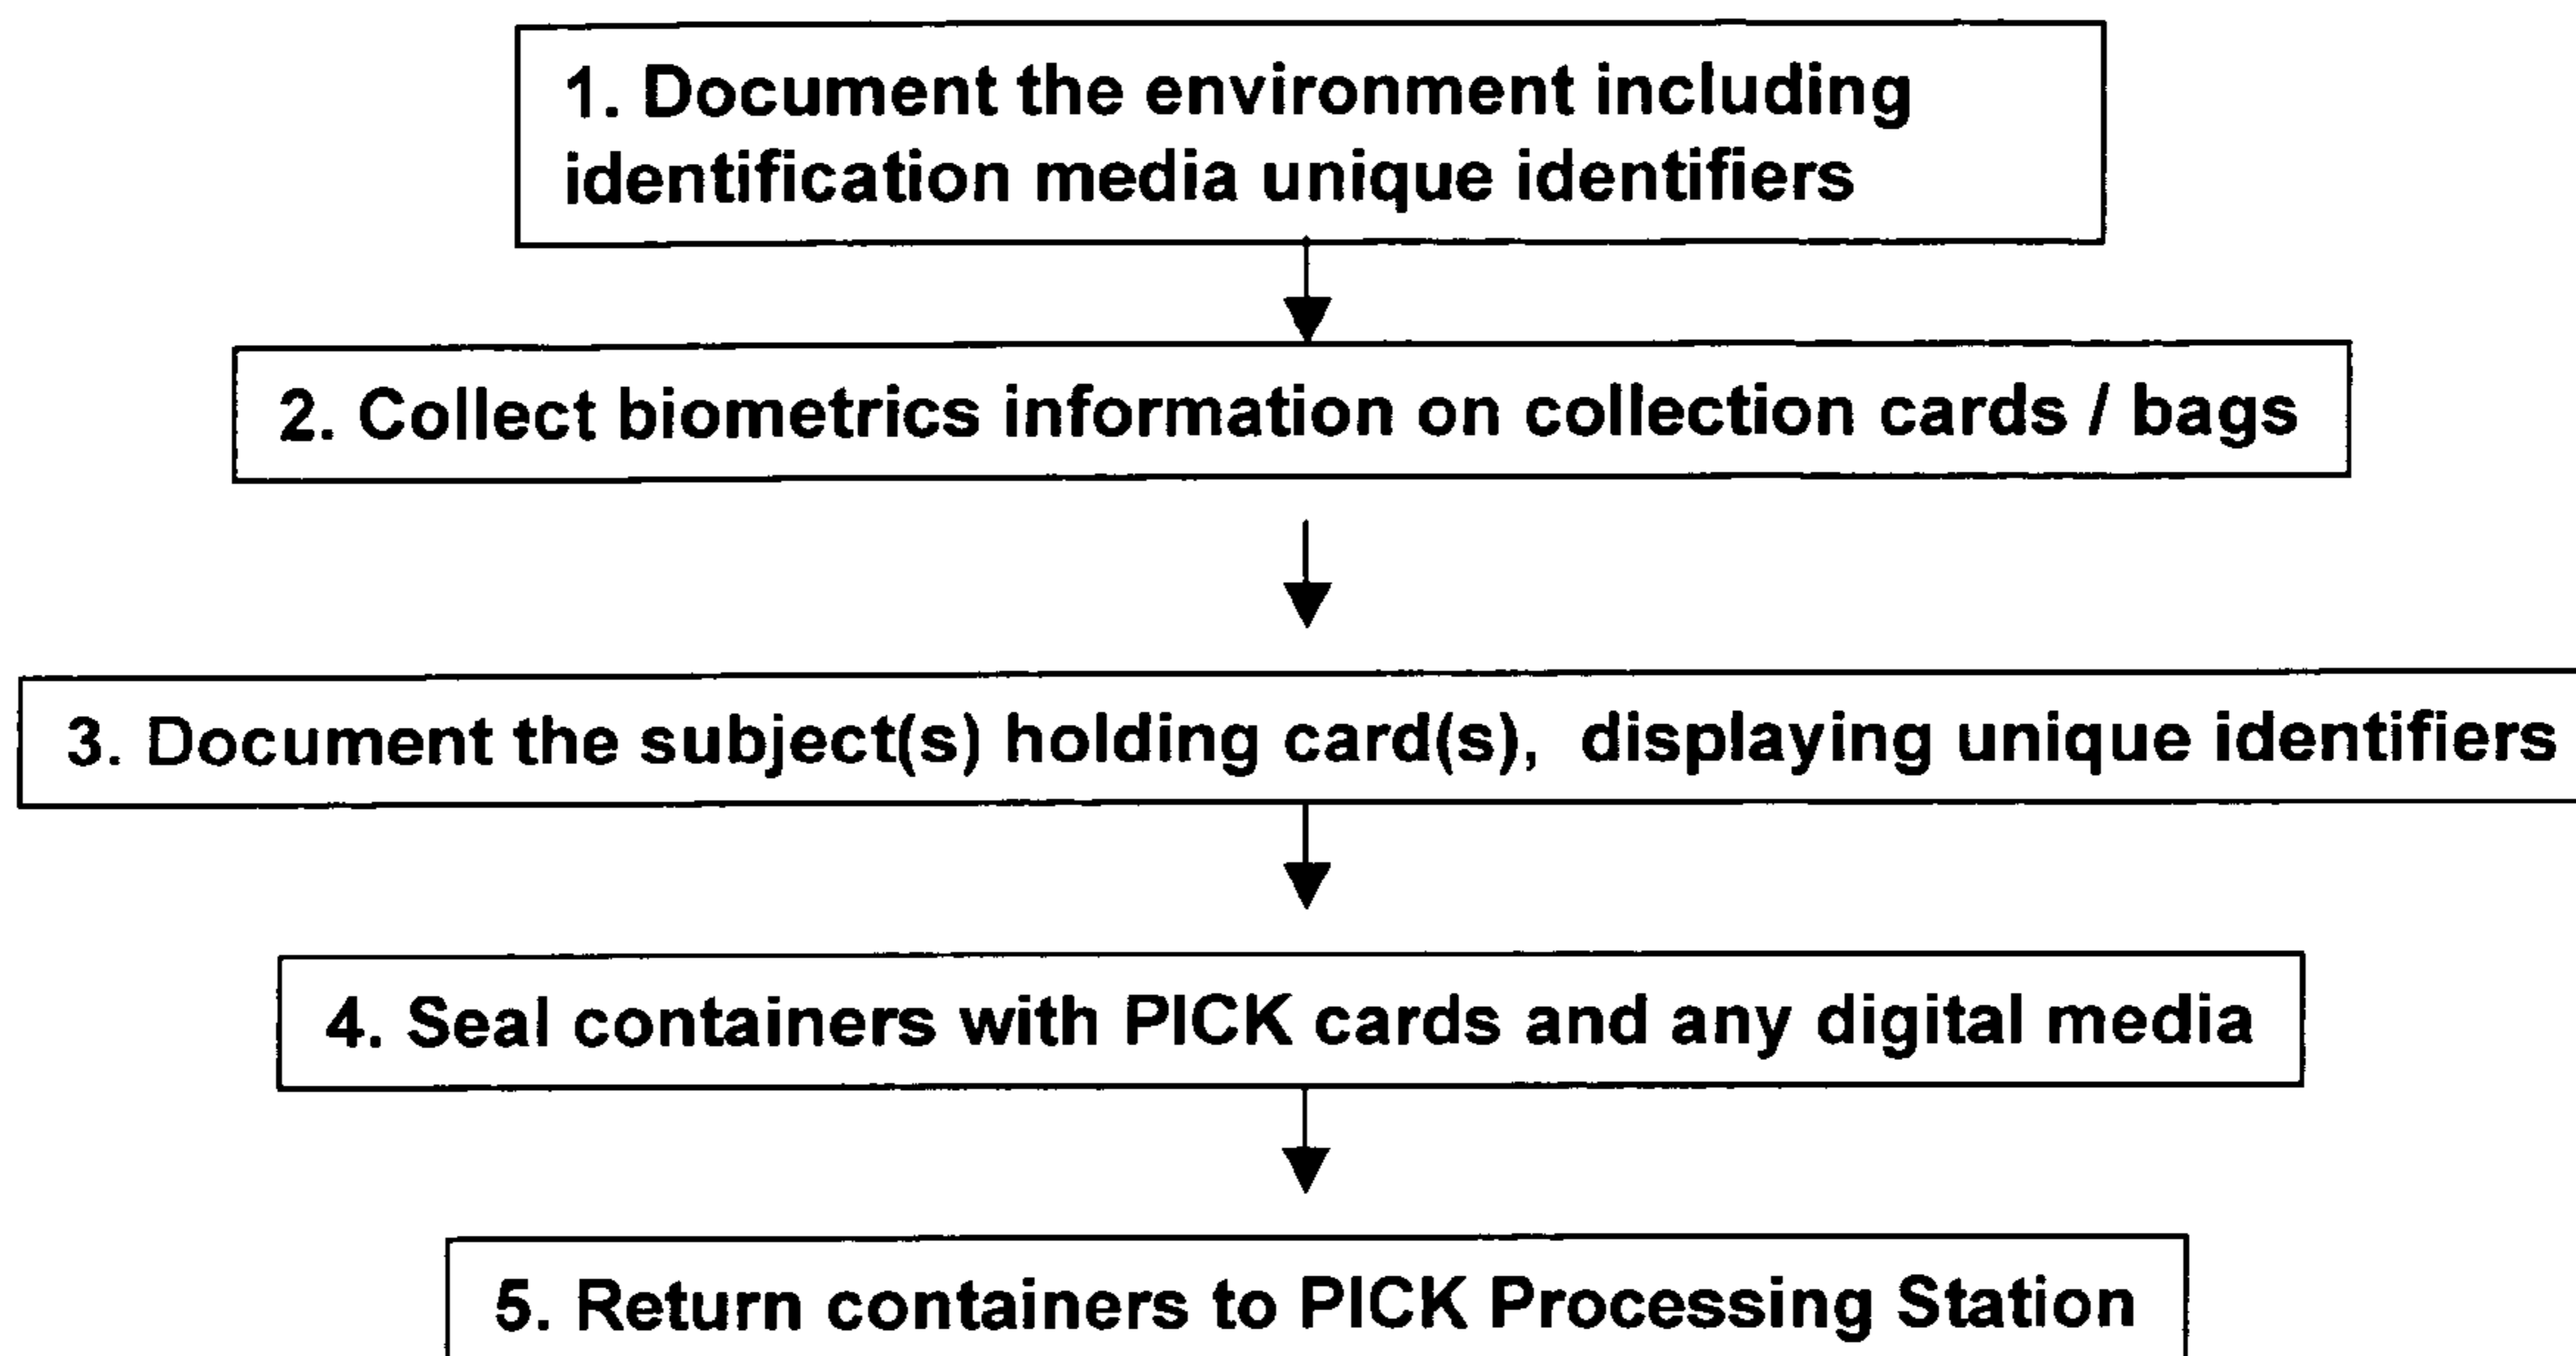 1. Document the environment including
identification media unique identifiers
2. Collect biometrics information on collection cards / bags
3. Document the subject(s) holding card(s), displaying unique identifiers
4. Seal containers with PICK cards and any digital media
5. Return containers to PICK Processing Station